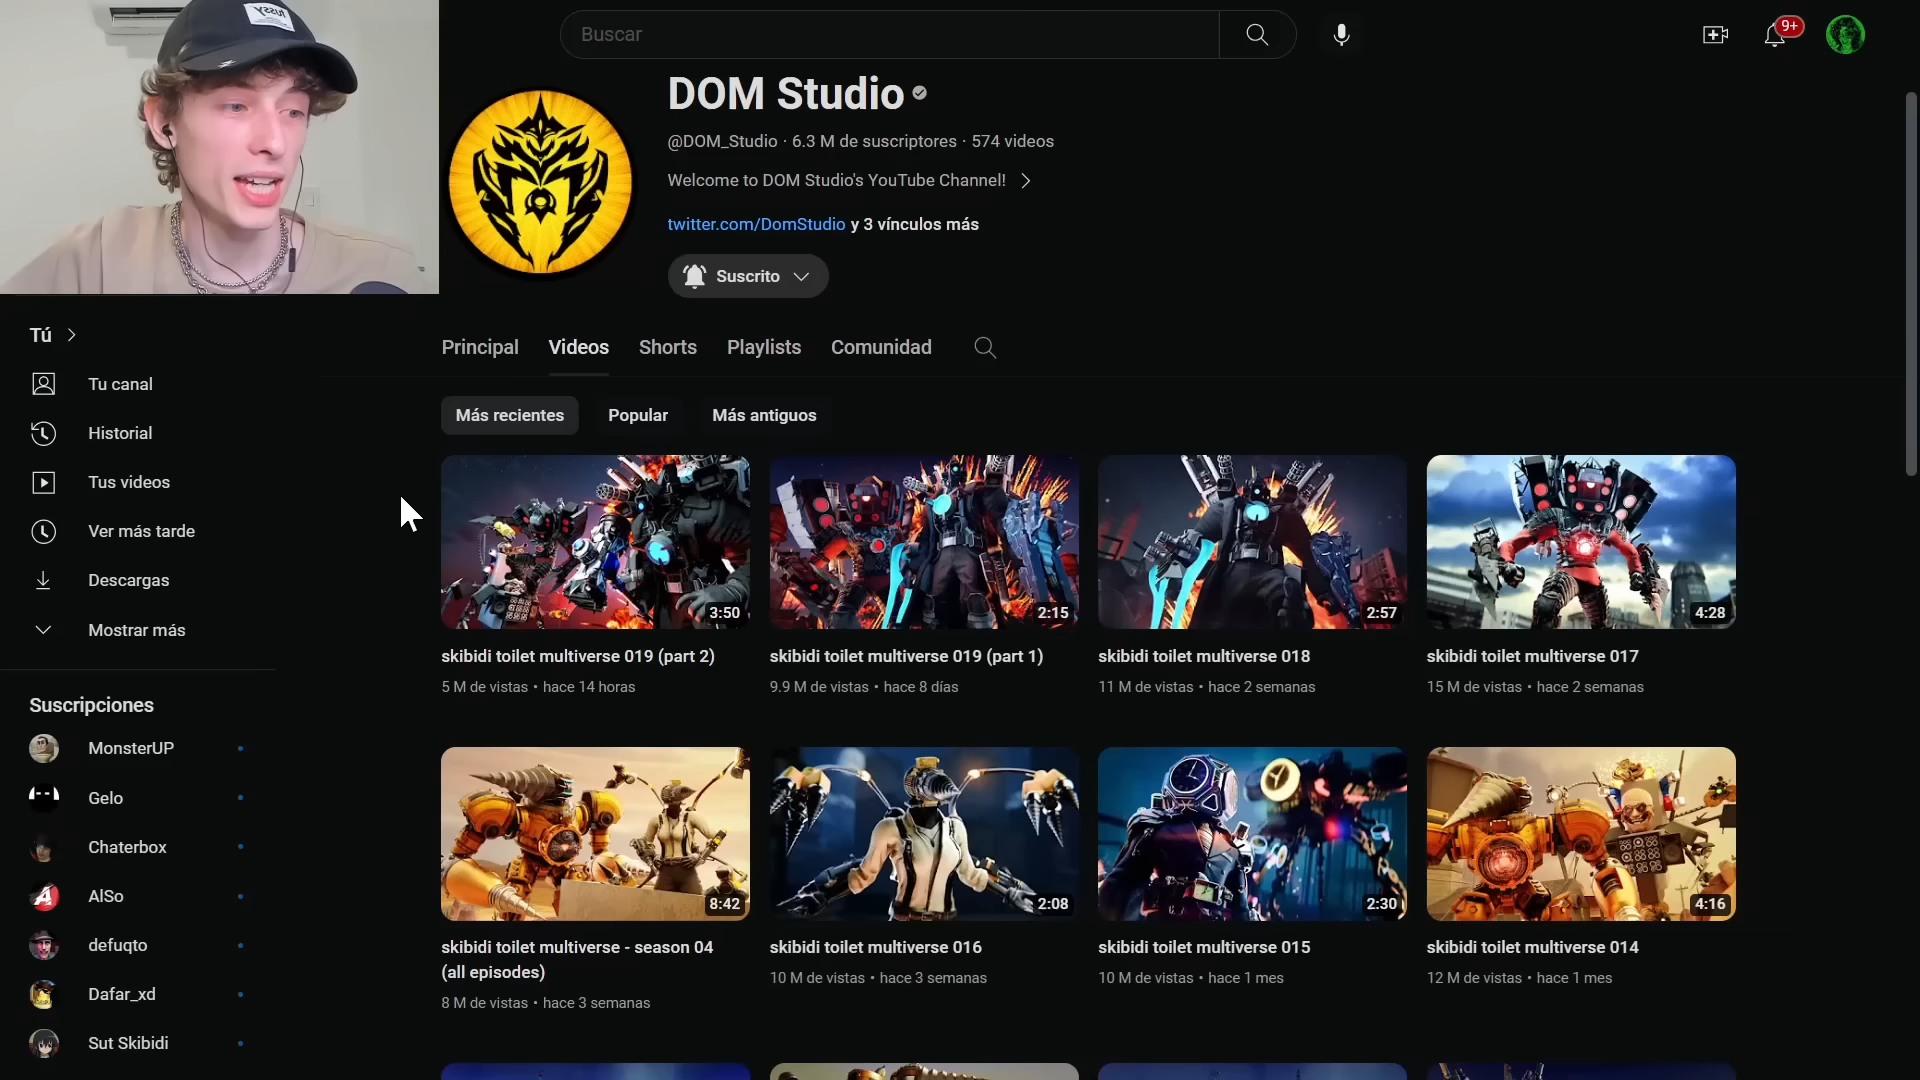 Buscar
9+
DOM Studio
@DOM_Studio · 6.3 M de suscriptores · 574 videos
Welcome to DOM Studio's YouTube Channel!
twitter.com/DomStudio y 3 vínculos más
Suscrito
Tú
Tu canal
Historial
Tus videos
Ver más tarde
Descargas
Mostrar más
Suscripciones
MonsterUP
Gelo
Chaterbox
AlSo
defuqto
Dafar_xd
Sut Skibidi
Principal Videos Shorts Playlists Comunidad
Más recientes Popular Más antiguos
3:50 2:15 2:57 4:28
skibidi toilet multiverse 019 (part 2)
5 M de vistas • hace 14 horas
skibidi toilet multiverse 019 (part 1)
9.9 M de vistas • hace 8 días
skibidi toilet multiverse 018
11 M de vistas • hace 2 semanas
skibidi toilet multiverse 017
15 M de vistas • hace 2 semanas
8:42 2:08 2:30 4:16
skibidi toilet multiverse - season 04
(all episodes)
8 M de vistas • hace 3 semanas
skibidi toilet multiverse 016
10 M de vistas • hace 3 semanas
skibidi toilet multiverse 015
10 M de vistas • hace 1 mes
skibidi toilet multiverse 014
12 M de vistas • hace 1 mes